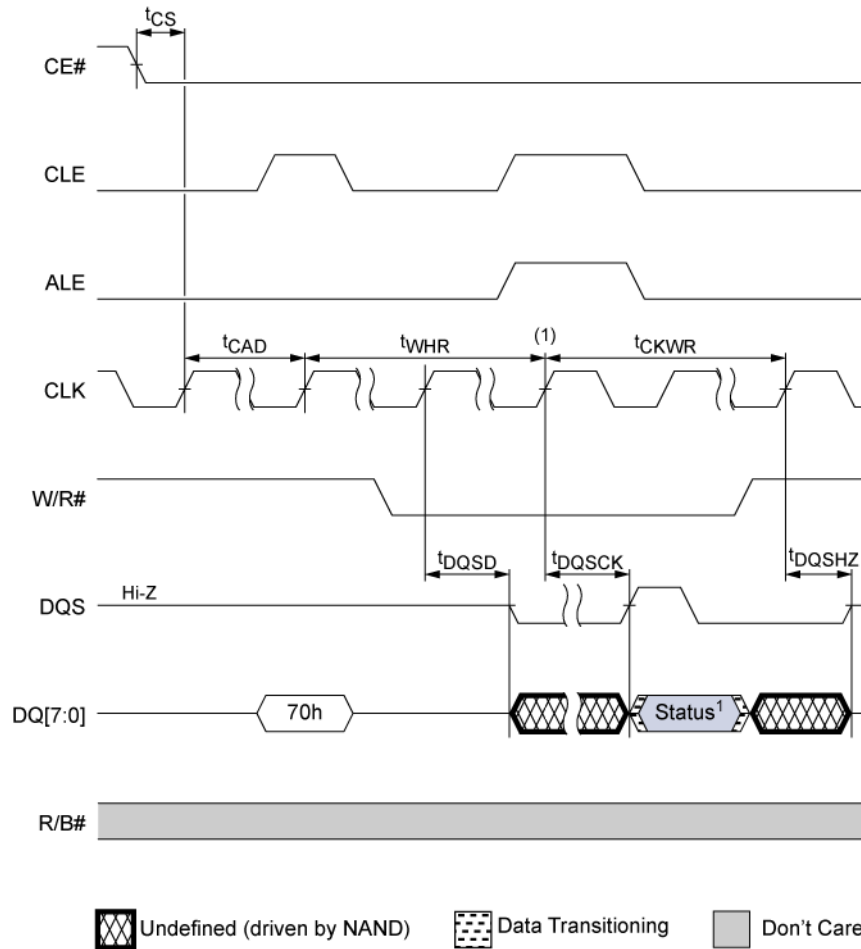 tCS
CE#
CLE
ALE
tCAD
tWHR
(1)
tCKWR
CLK
W/R#
tDQSD
tDQSCK
tDQSHZ
Hi-Z
DQS
DQ[7:0]
70h
Status¹
R/B#
Undefined (driven by NAND)
Data Transitioning
Don't Care